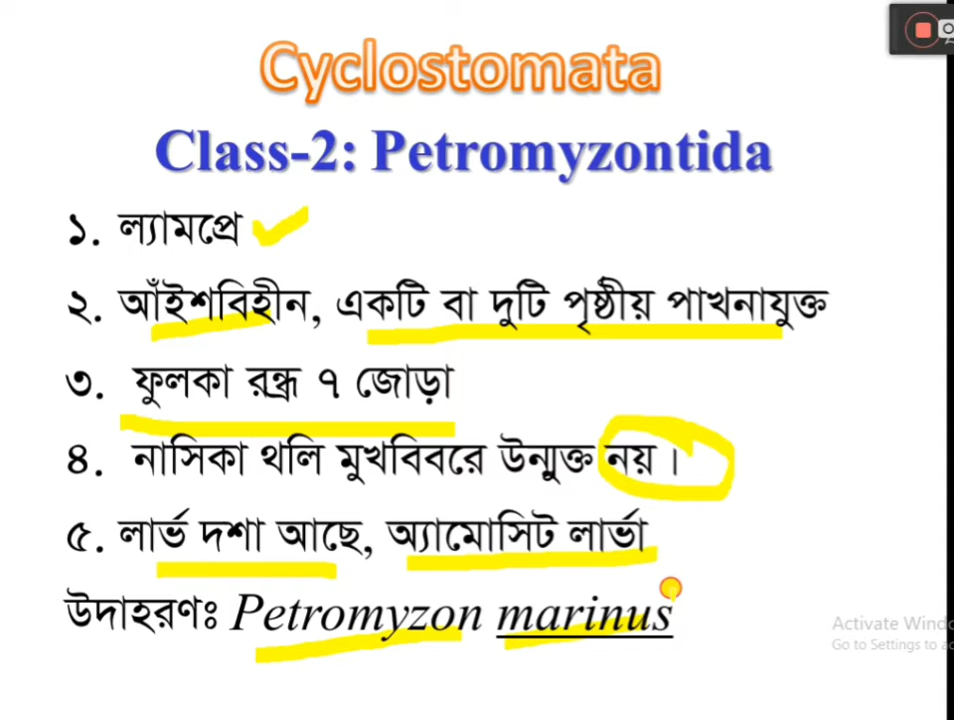 Cyclostomata
Class-2: Petromyzontida
১. ল্যামপ্রে
২. আঁইশবিহীন, একটি বা দুটি পৃষ্ঠীয় পাখনাযুক্ত
৩. ফুলকা রন্ধ্র ৭ জোড়া
৪. নাসিকা থলি মুখবিবরে উন্মুক্ত নয়।
৫. লার্ভ দশা আছে, অ্যামোসিট লার্ভা
উদাহরণঃ Petromyzon marinus
Activate Wind
Go to Settings to a